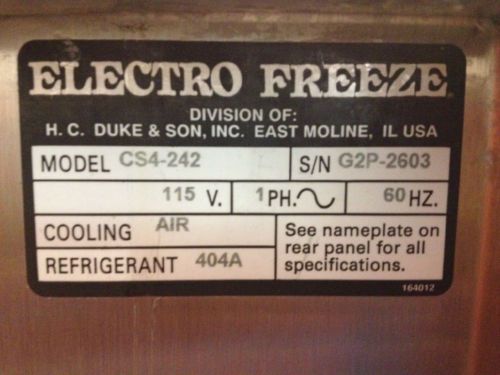 ELECTRO FREEZE
DIVISION OF:
H. C. DUKE & SON, INC. EAST MOLINE, IL USA
MODEL CS4-242 S/N G2P-2603
115 V. 1 PH. 60 HZ.
COOLING AIR
REFRIGERANT 404A
See nameplate on
rear panel for all
specifications.
164012